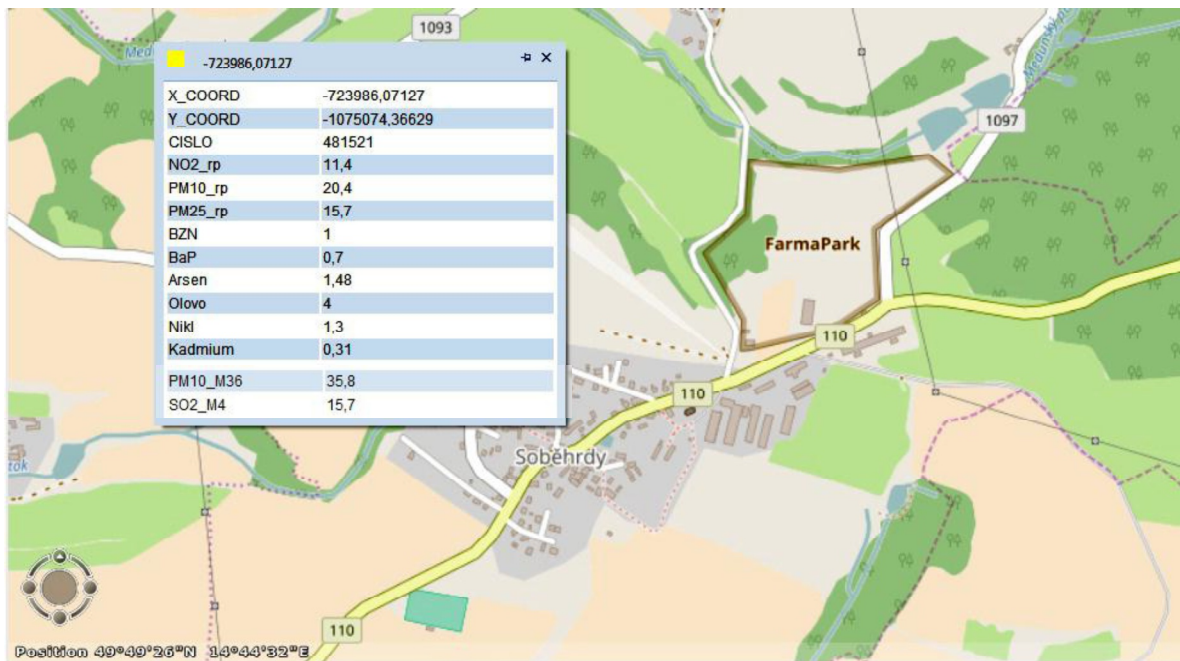 1093
Med
-723986,07127
X_COORD -723986,07127
Y_COORD -1075074,36629
CISLO 481521
NO2_rp 11,4
PM10_rp 20,4
PM25_rp 15,7
BZN 1
BaP 0,7
Arsen 1,48
Olovo 4
Nikl 1,3
Kadmium 0,31
PM10_M36 35,8
SO2_M4 15,7
1097
FarmaPark
110
110
Soběhrdy
tok
110
Position 49°49'26"N 14°44'32"E